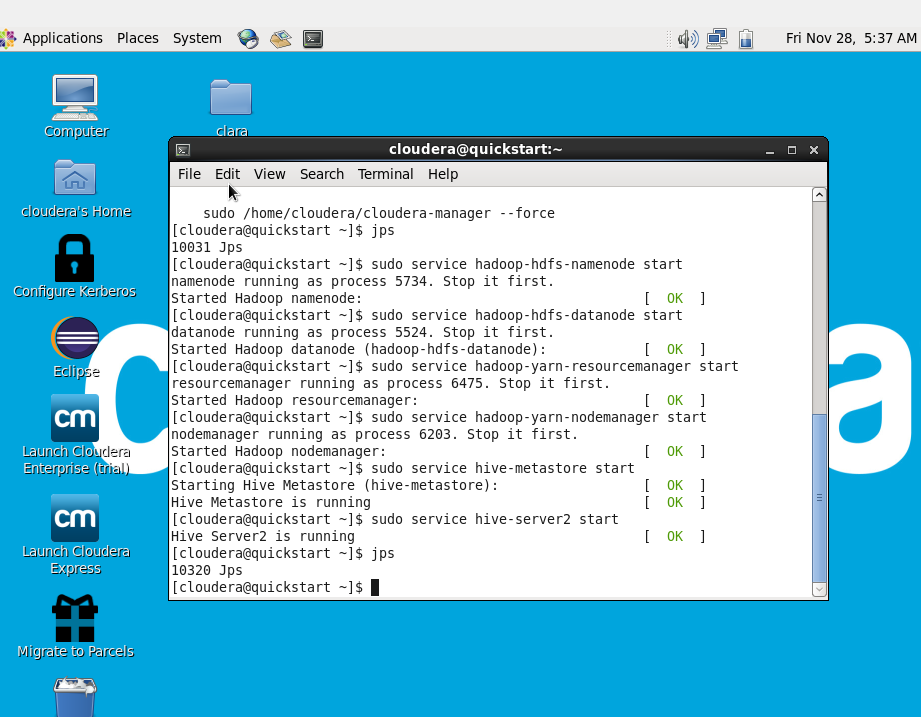 Applications Places System
Fri Nov 28, 5:37 AM
Computer
clara
cloudera's Home
Configure Kerberos
Eclipse
cm
Launch Cloudera
Enterprise (trial)
cm
Launch Cloudera
Express
Migrate to Parcels
c
a
cloudera@quickstart:~
File Edit View Search Terminal Help
sudo /home/cloudera/cloudera-manager --force
[cloudera@quickstart ~]$ jps
10031 Jps
[cloudera@quickstart ~]$ sudo service hadoop-hdfs-namenode start
namenode running as process 5734. Stop it first.
Started Hadoop namenode: [ OK ]
[cloudera@quickstart ~]$ sudo service hadoop-hdfs-datanode start
datanode running as process 5524. Stop it first.
Started Hadoop datanode (hadoop-hdfs-datanode): [ OK ]
[cloudera@quickstart ~]$ sudo service hadoop-yarn-resourcemanager start
resourcemanager running as process 6475. Stop it first.
Started Hadoop resourcemanager: [ OK ]
[cloudera@quickstart ~]$ sudo service hadoop-yarn-nodemanager start
nodemanager running as process 6203. Stop it first.
Started Hadoop nodemanager: [ OK ]
[cloudera@quickstart ~]$ sudo service hive-metastore start
Starting Hive Metastore (hive-metastore): [ OK ]
Hive Metastore is running [ OK ]
[cloudera@quickstart ~]$ sudo service hive-server2 start
Hive Server2 is running [ OK ]
[cloudera@quickstart ~]$ jps
10320 Jps
[cloudera@quickstart ~]$